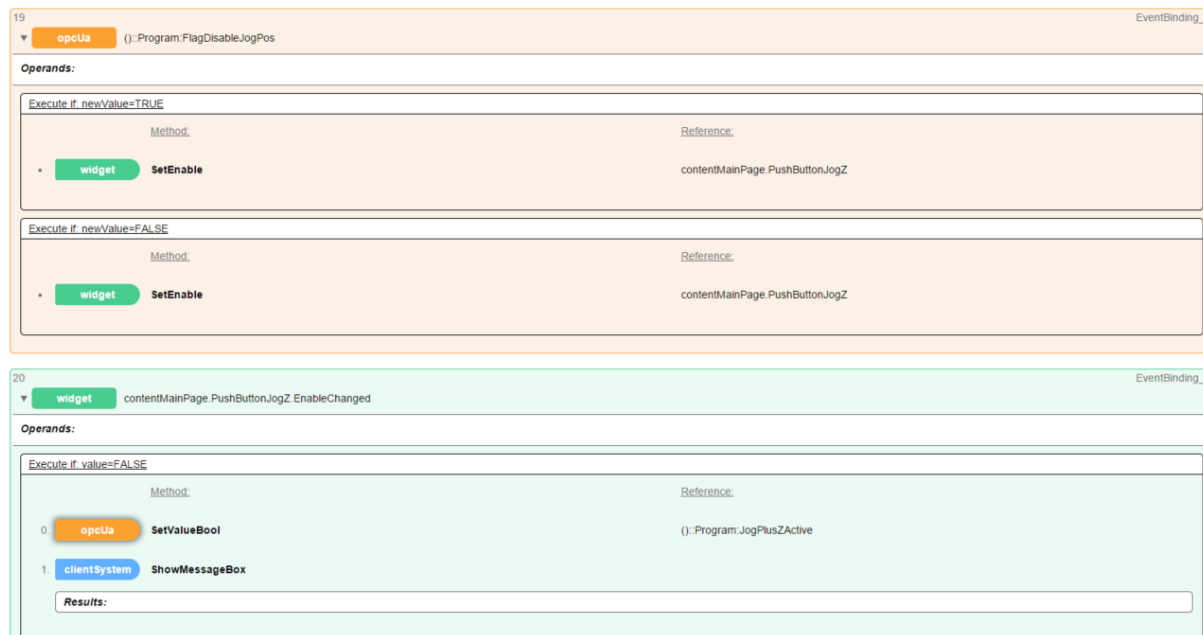 19 EventBinding_
opcUa ()::Program:FlagDisableJogPos
Operands:
Execute if: newValue=TRUE
Method: Reference:
widget SetEnable contentMainPage.PushButtonJogZ
Execute if: newValue=FALSE
Method: Reference:
widget SetEnable contentMainPage.PushButtonJogZ
20 EventBinding_
widget contentMainPage.PushButtonJogZ.EnableChanged
Operands:
Execute if: value=FALSE
Method: Reference:
0. opcUa SetValueBool ()::Program:JogPlusZActive
1. clientSystem ShowMessageBox
Results: